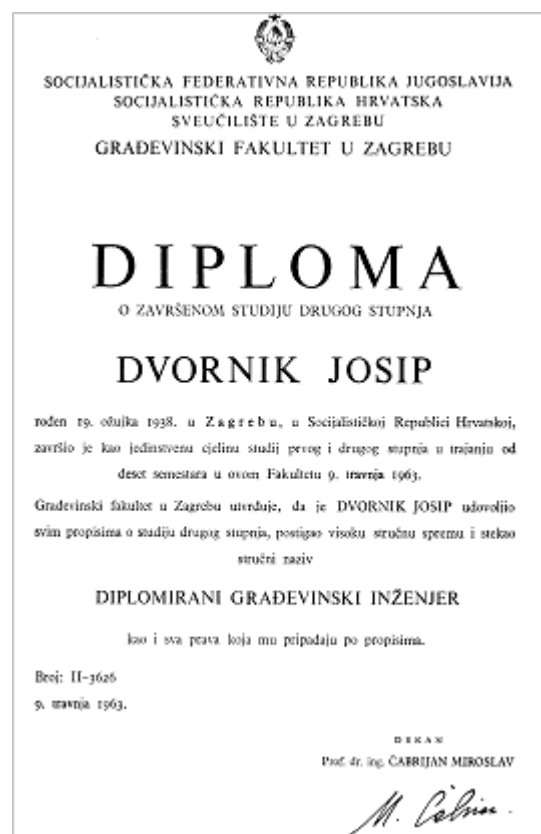 SOCIJALISTIČKA FEDERATIVNA REPUBLIKA JUGOSLAVIJA
SOCIJALISTIČKA REPUBLIKA HRVATSKA
SVEUČILIŠTE U ZAGREBU
GRAĐEVINSKI FAKULTET U ZAGREBU
DIPLOMA
O ZAVRŠENOM STUDIJU DRUGOG STUPNJA
DVORNIK JOSIP
rođen 19. ožujka 1938. u Zagrebu, u Socijalističkoj Republici Hrvatskoj,
završio je kao jedinstvenu cjelinu studij prvog i drugog stupnja u trajanju od
deset semestara u ovom Fakultetu 9. travnja 1963.
Građevinski fakultet u Zagrebu utvrđuje, da je DVORNIK JOSIP udovoljio
svim propisima o studiju drugog stupnja, postigao visoku stručnu spremu i stekao
stručni naziv
DIPLOMIRANI GRAĐEVINSKI INŽENJER
kao i sva prava koja mu pripadaju po propisima.
Broj: II-3626
9. travnja 1963.
DEKAN
Prof. dr. ing. ČABRIJAN MIROSLAV